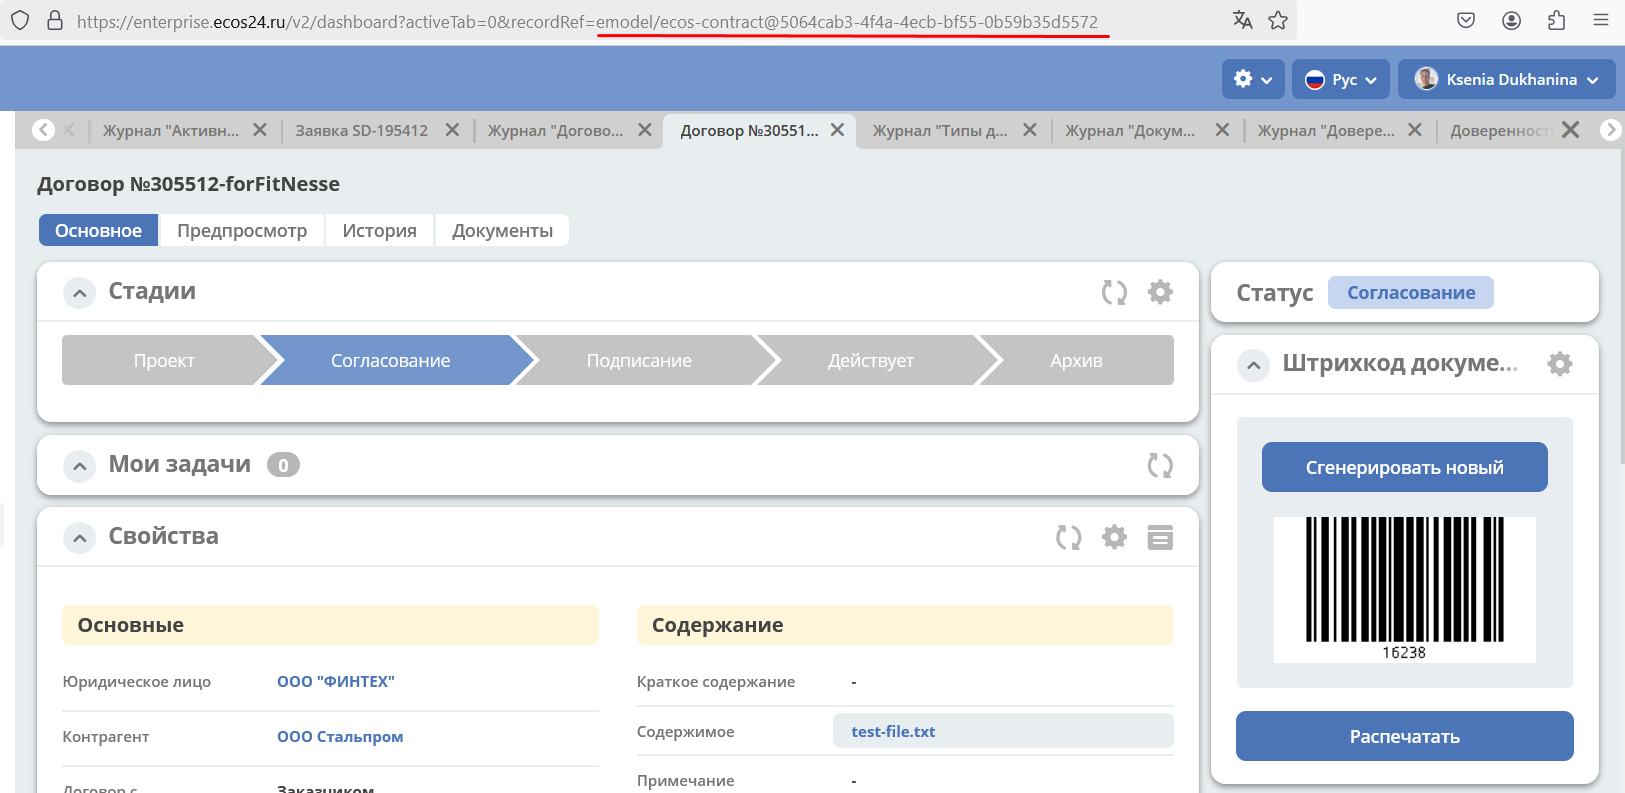 https://enterprise.ecos24.ru/v2/dashboard?activeTab=0&recordRef=emodel/ecos-contract@5064cab3-4f4a-4ecb-bf55-0b59b35d5572
Рус
Ksenia Dukhanina
Журнал "Активн...
Заявка SD-195412
Журнал "Догово...
Договор №30551...
Журнал "Типы д...
Журнал "Докум...
Журнал "Довере...
Доверенность
Договор №305512-forFitNesse
Основное
Предпросмотр
История
Документы
Стадии
Проект
Согласование
Подписание
Действует
Архив
Статус
Согласование
Штрихкод докуме...
Сгенерировать новый
16238
Распечатать
Мои задачи 0
Свойства
Основные
Юридическое лицо ООО "ФИНТЕХ"
Контрагент ООО Стальпром
Договор с Заказчиком
Содержание
Краткое содержание -
Содержимое test-file.txt
Примечание -